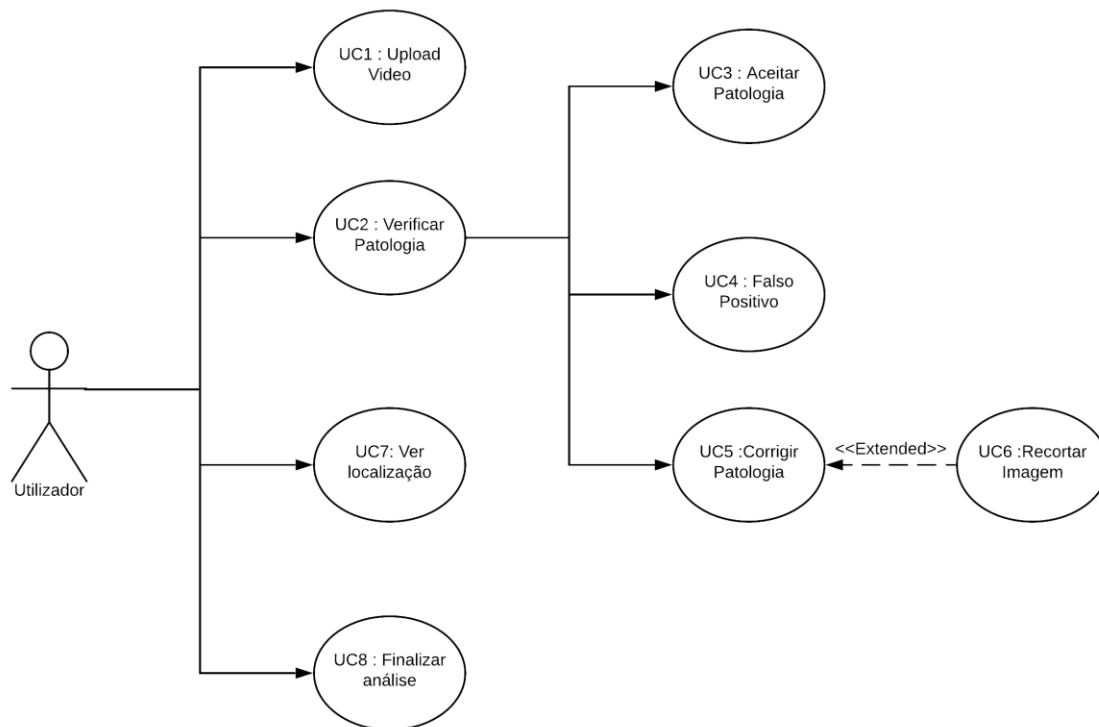 UC1 : Upload
Video
UC3 : Aceitar
Patologia
UC2 : Verificar
Patologia
UC4 : Falso
Positivo
UC7: Ver
localização
UC5 :Corrigir
Patologia
<<Extended>>
UC6 :Recortar
Imagem
Utilizador
UC8 : Finalizar
análise